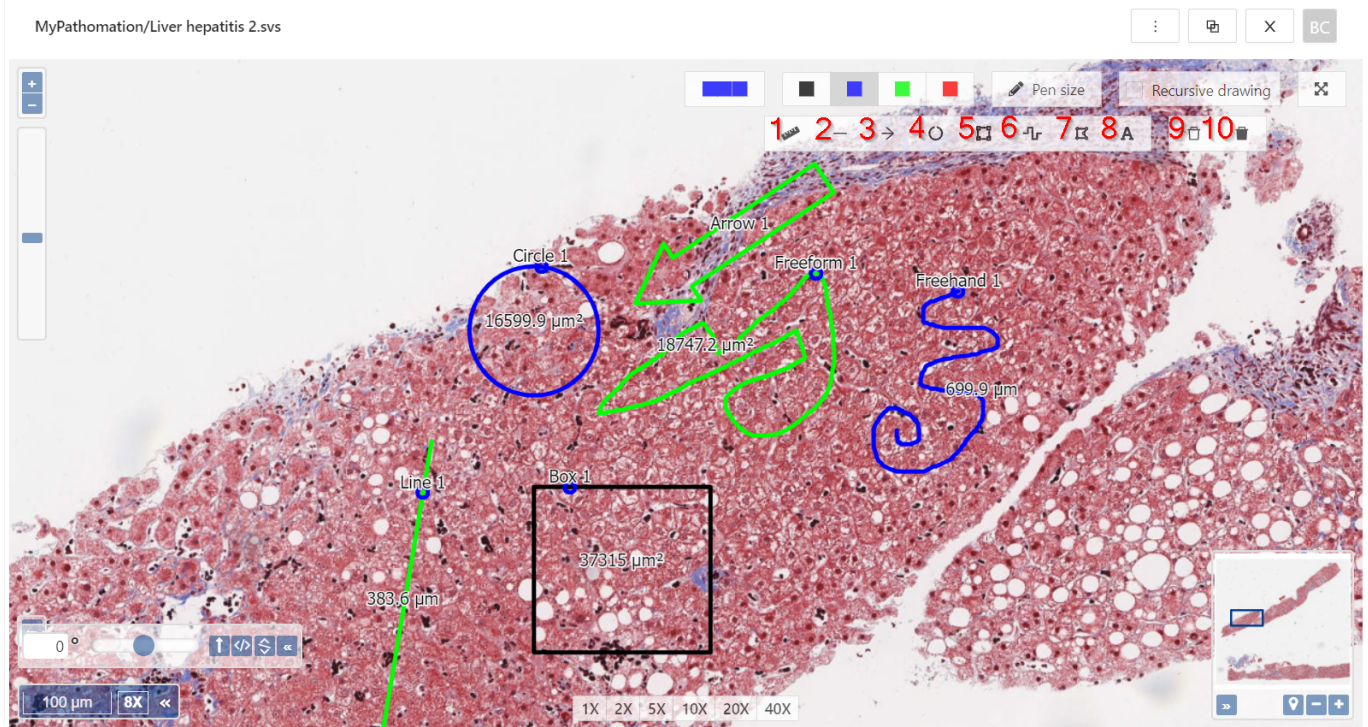 MyPathomation/Liver hepatitis 2.svs
X
BC
+
−
Pen size
Recursive drawing
1 2 3 4 5 6 7 8 A 9 10
Arrow 1
Circle 1
Freeform 1
Freehand 1
16599.9 µm²
18747.2 µm²
699.9 µm
Line 1
Box 1
37315 µm²
383.6 µm
0 °
</>
«
100 µm 8X «
1X 2X 5X 10X 20X 40X
» − +